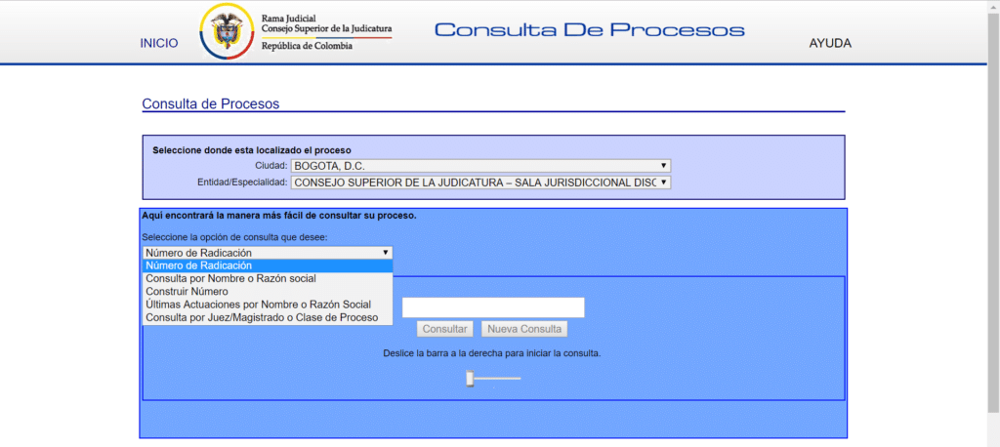 INICIO
Rama Judicial
Consejo Superior de la Judicatura
República de Colombia
Consulta De Procesos
AYUDA
Consulta de Procesos
Seleccione donde esta localizado el proceso
Ciudad: BOGOTA, D.C.
Entidad/Especialidad: CONSEJO SUPERIOR DE LA JUDICATURA – SALA JURISDICCIONAL DISC
Aqui encontrará la manera más fácil de consultar su proceso.
Seleccione la opción de consulta que desee:
Número de Radicación
Número de Radicación
Consulta por Nombre o Razón social
Construir Número
Últimas Actuaciones por Nombre o Razón Social
Consulta por Juez/Magistrado o Clase de Proceso
Consultar Nueva Consulta
Deslice la barra a la derecha para iniciar la consulta.